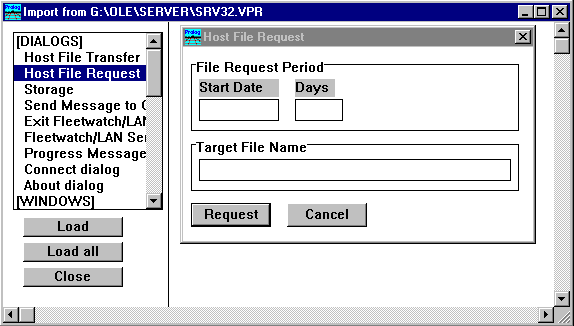 Import from G:\OLE\SERVER\SRV32.VPR
[DIALOGS]
Host File Transfer
Host File Request
Storage
Send Message to C
Exit Fleetwatch/LAN
Fleetwatch/LAN Ser
Progress Message
Connect dialog
About dialog
[WINDOWS]
Load
Load all
Close
Prolog
Host File Request
File Request Period
Start Date Days
Target File Name
Request Cancel